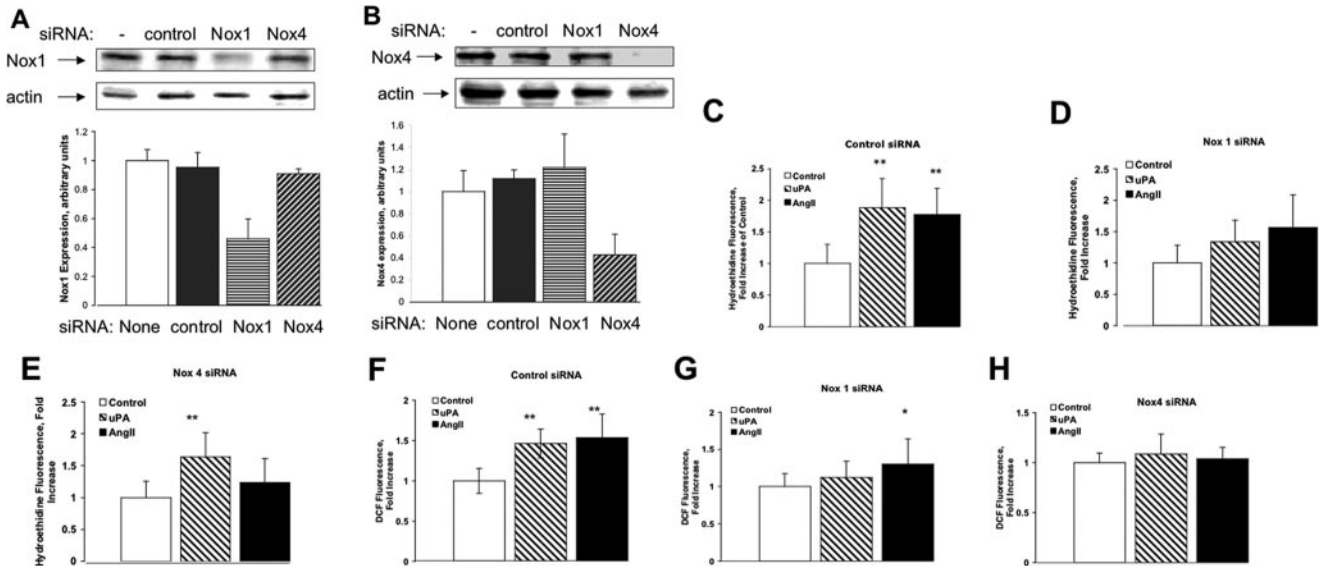 A
siRNA: - control Nox1 Nox4
Nox1
actin
Nox1 Expression, arbitrary units
1.2
1
0.8
0.6
0.4
0.2
0
siRNA: None control Nox1 Nox4
B
siRNA: - control Nox1 Nox4
Nox4
actin
Nox4 expression, arbitrary units
1.6
1.4
1.2
1
0.8
0.6
0.4
0.2
0
siRNA: None control Nox1 Nox4
C
Control siRNA
Hydroethidine Fluorescence,
Fold Increase of Control
2.5
2
1.5
1
0.5
0
Control
uPA
AngII
**
**
D
Nox 1 siRNA
Hydroethidine Fluorescence,
Fold Increase
2.5
2
1.5
1
0.5
0
Control
uPA
AngII
E
Nox 4 siRNA
Hydroethidine Fluorescence, Fold
Increase
2.5
2
1.5
1
0.5
0
Control
uPA
AngII
**
F
Control siRNA
DCF Fluorescence,
Fold Increase
2
1.5
1
0.5
0
Control
uPA
AngII
**
**
G
Nox 1 siRNA
DCF Fluorescence,
Fold Increase
2
1.5
1
0.5
0
Control
uPA
AngII
*
H
Nox4 siRNA
DCF Fluorescence,
Fold Increase
1.5
1
0.5
0
Control
uPA
AngII